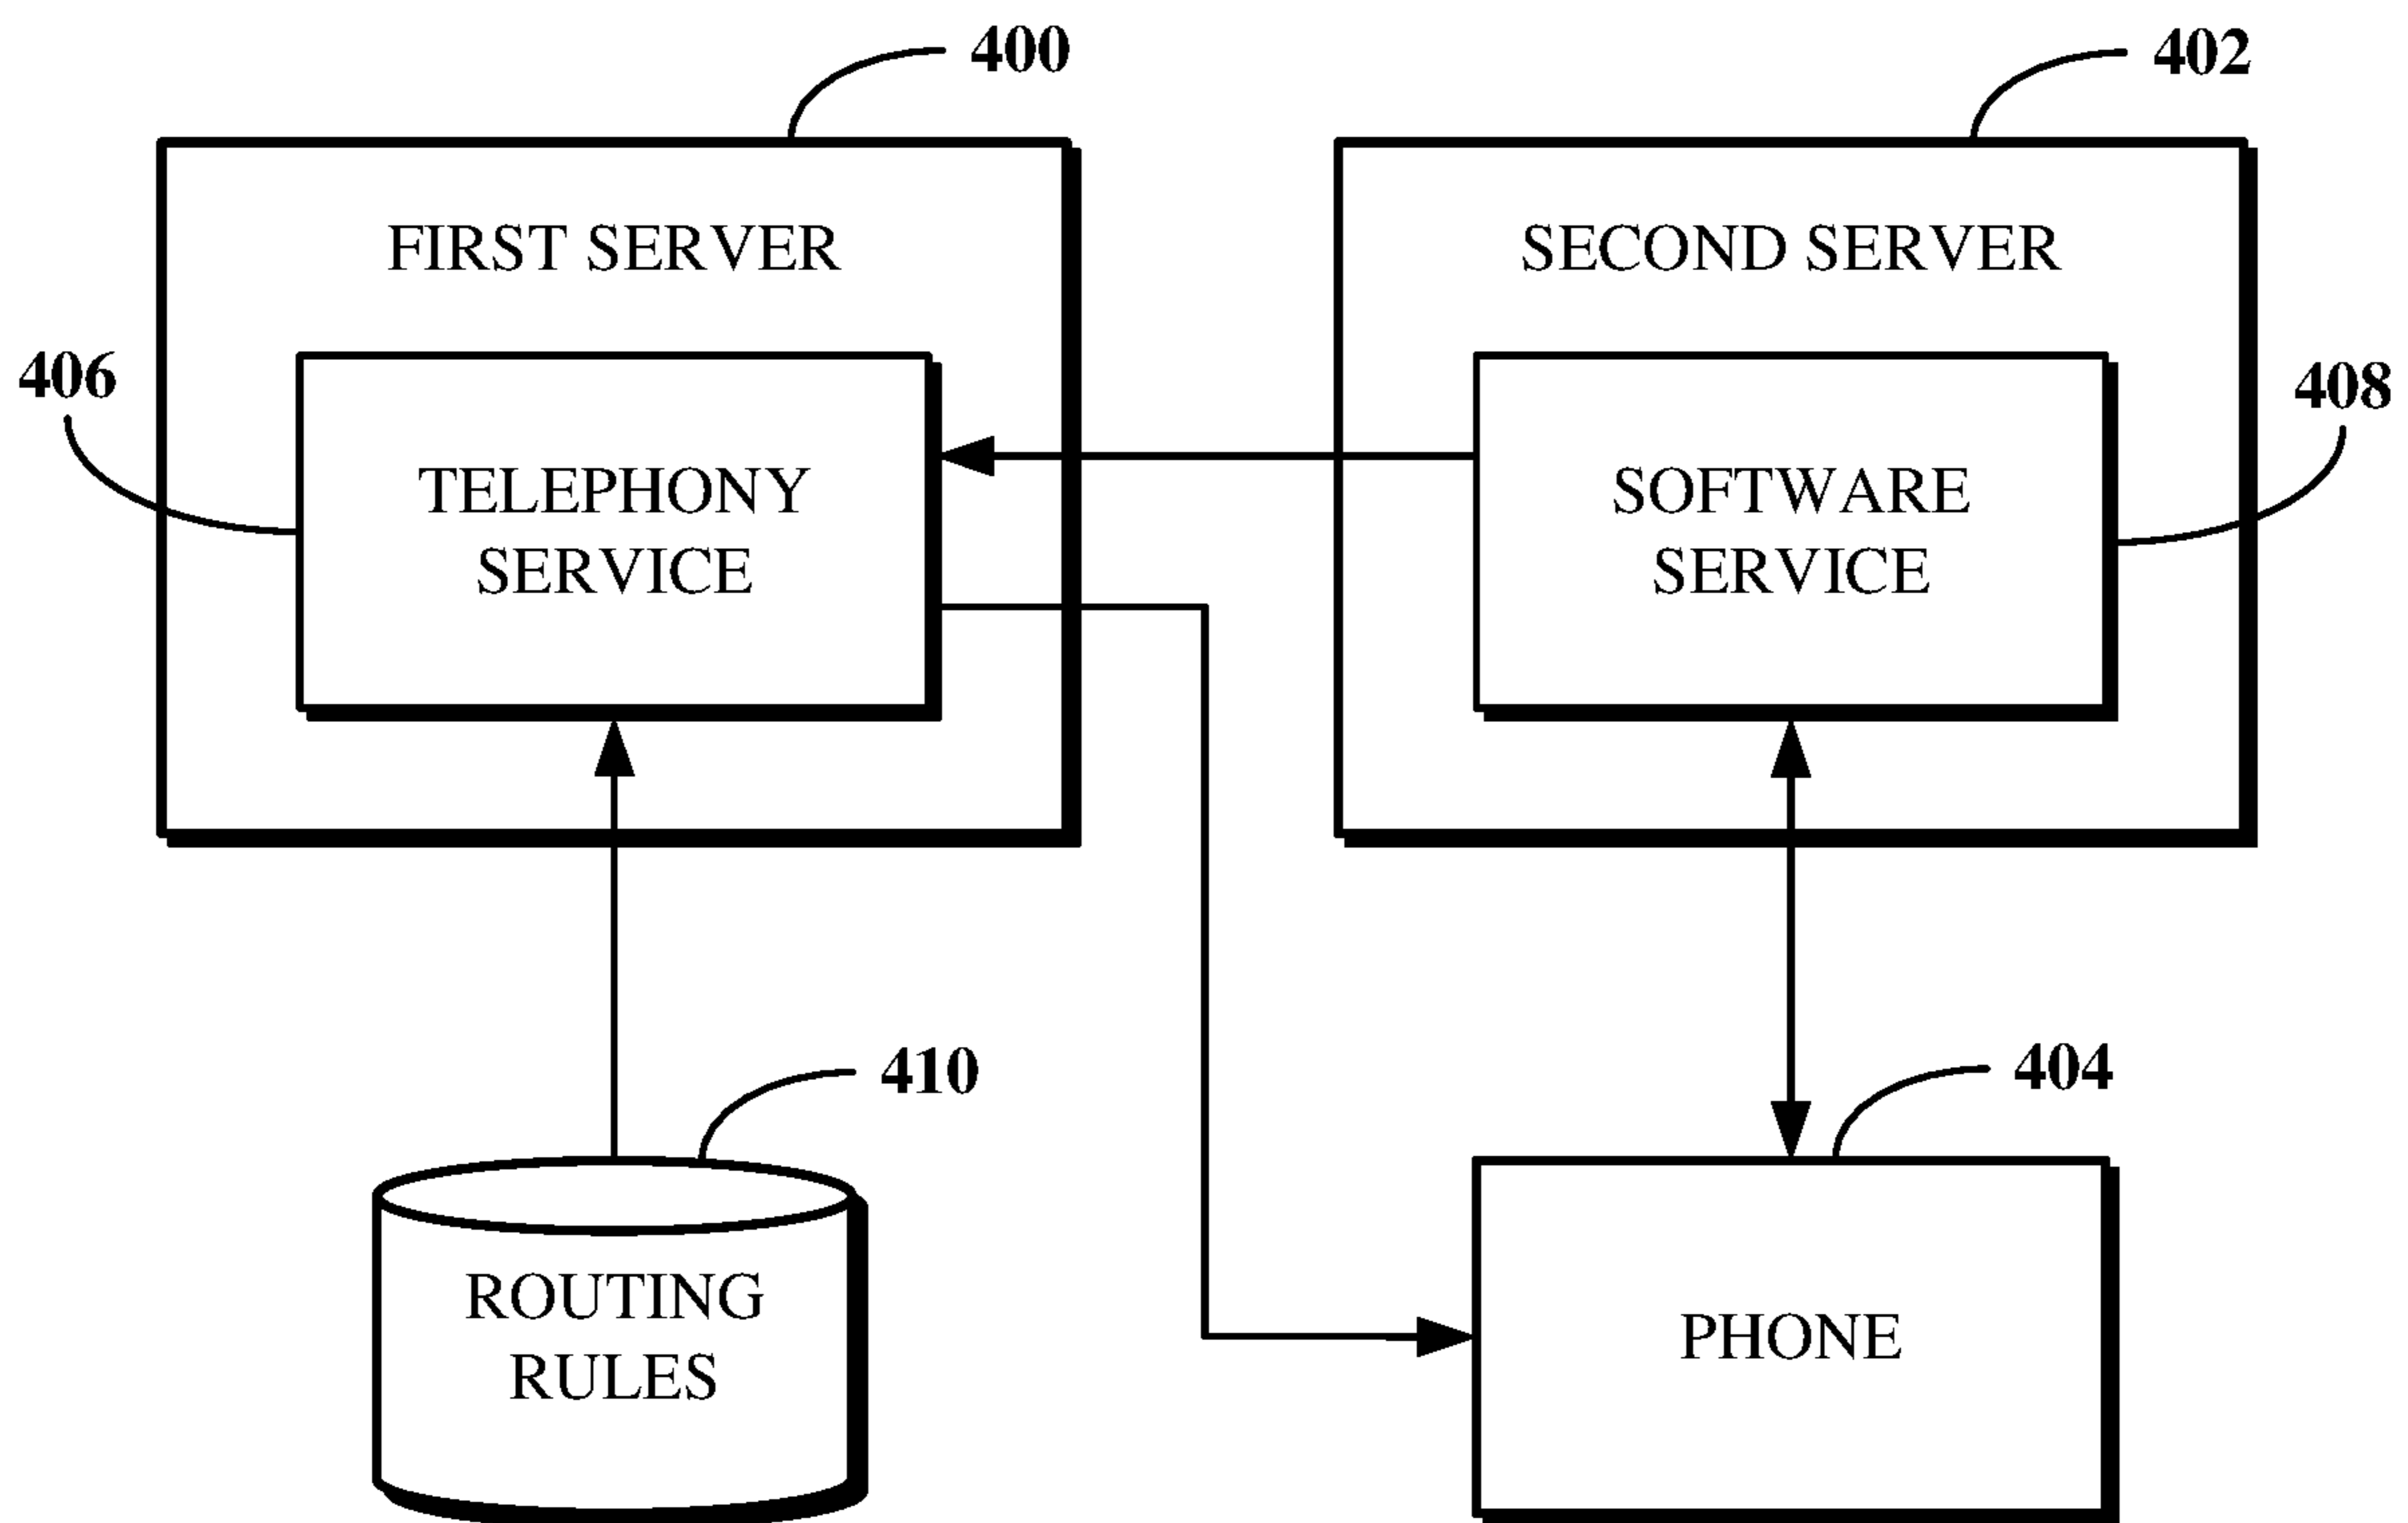 400
402
FIRST SERVER
SECOND SERVER
406
408
TELEPHONY
SERVICE
SOFTWARE
SERVICE
410
404
ROUTING
RULES
PHONE